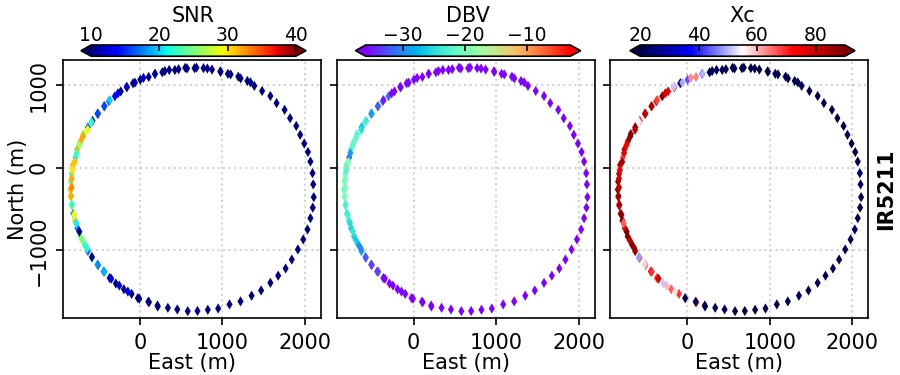 SNR DBV Xc
10 20 30 40 −30 −20 −10 20 40 60 80
1000
0
−1000
North (m)
IR5211
0 1000 2000 0 1000 2000 0 1000 2000
East (m) East (m) East (m)